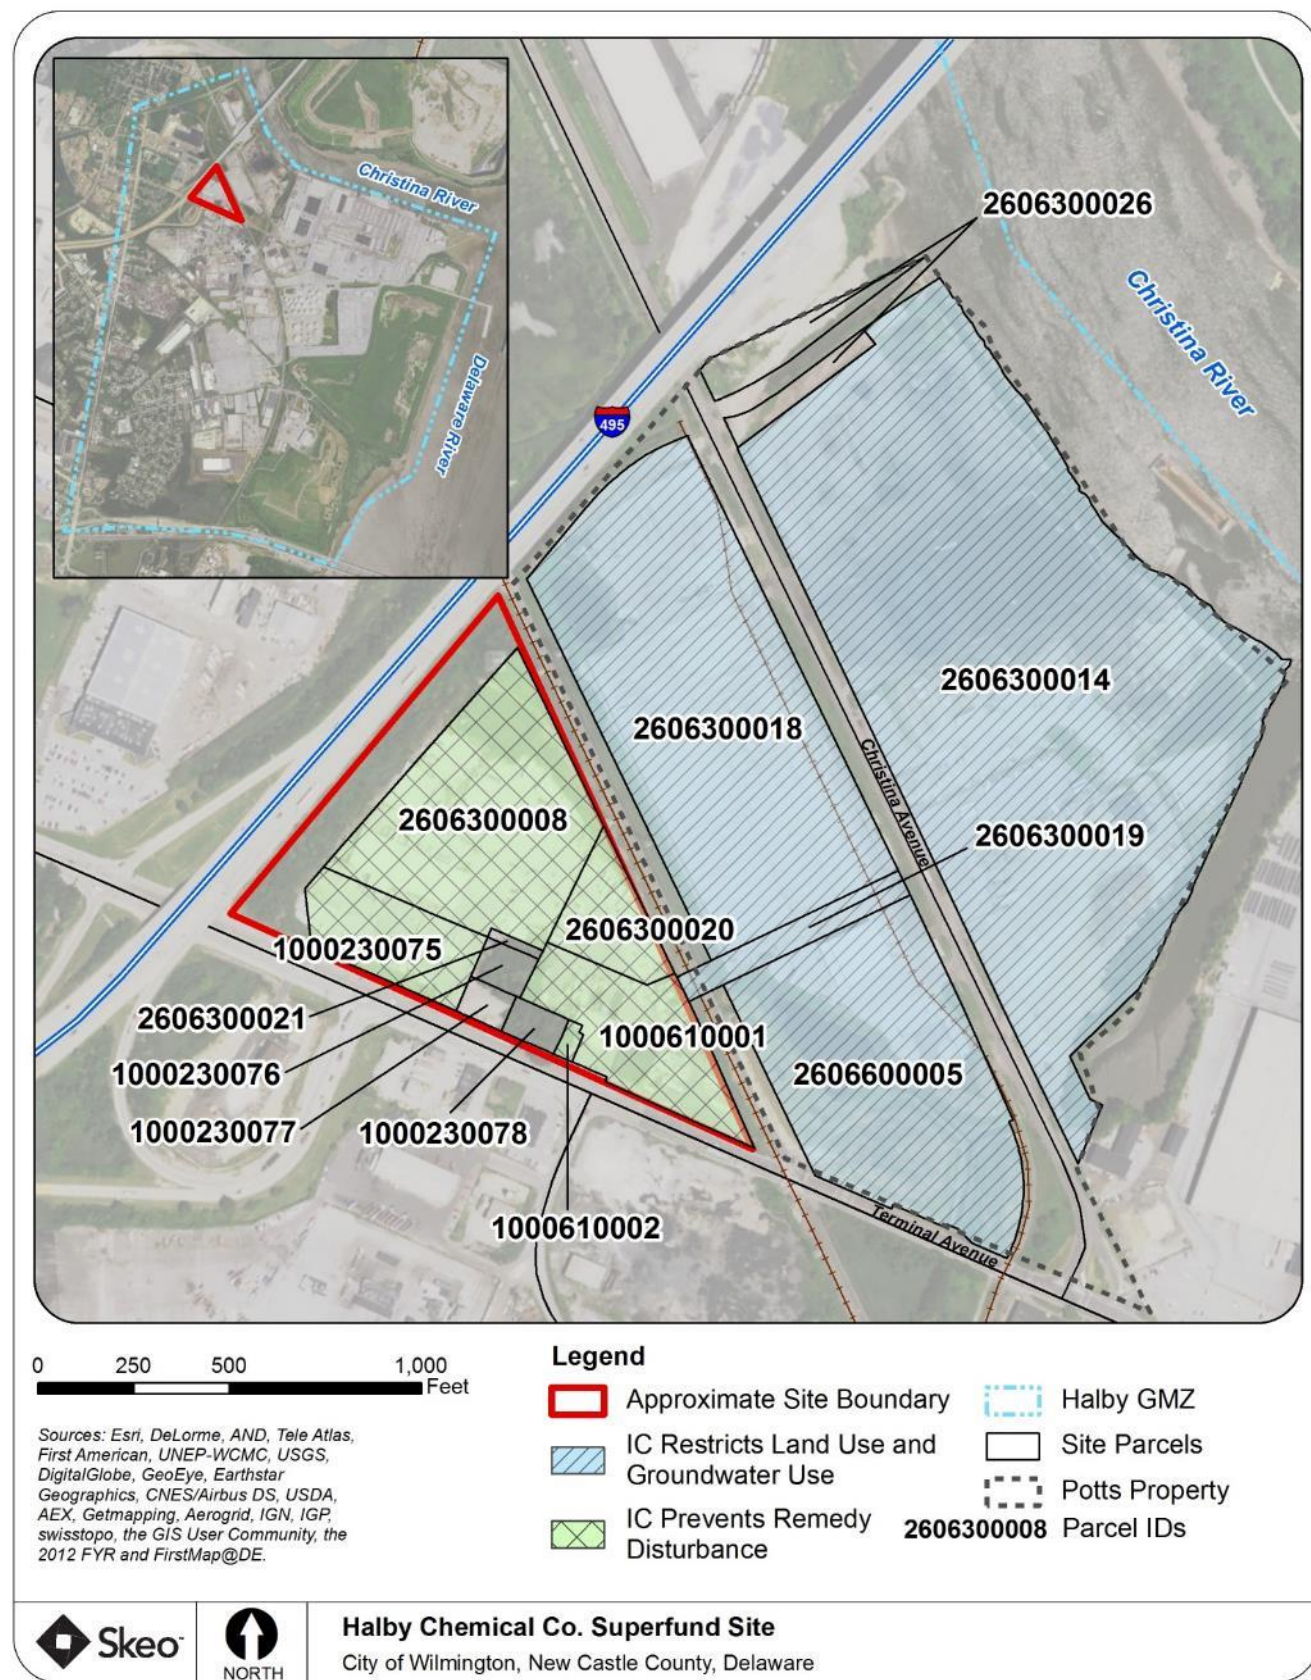 Christina River
Delaware River
495
2606300026
Christina River
2606300014
2606300018
Christina Avenue
2606300019
2606300008
2606300020
1000230075
2606300021
1000610001
1000230076
2606600005
1000230077
1000230078
1000610002
Terminal Avenue
0 250 500 1,000
Feet
Sources: Esri, DeLorme, AND, Tele Atlas,
First American, UNEP-WCMC, USGS,
DigitalGlobe, GeoEye, Earthstar
Geographics, CNES/Airbus DS, USDA,
AEX, Getmapping, Aerogrid, IGN, IGP,
swisstopo, the GIS User Community, the
2012 FYR and FirstMap@DE.
Legend
Approximate Site Boundary
IC Restricts Land Use and
Groundwater Use
IC Prevents Remedy
Disturbance
Halby GMZ
Site Parcels
Potts Property
2606300008 Parcel IDs
Skeo
NORTH
Halby Chemical Co. Superfund Site
City of Wilmington, New Castle County, Delaware